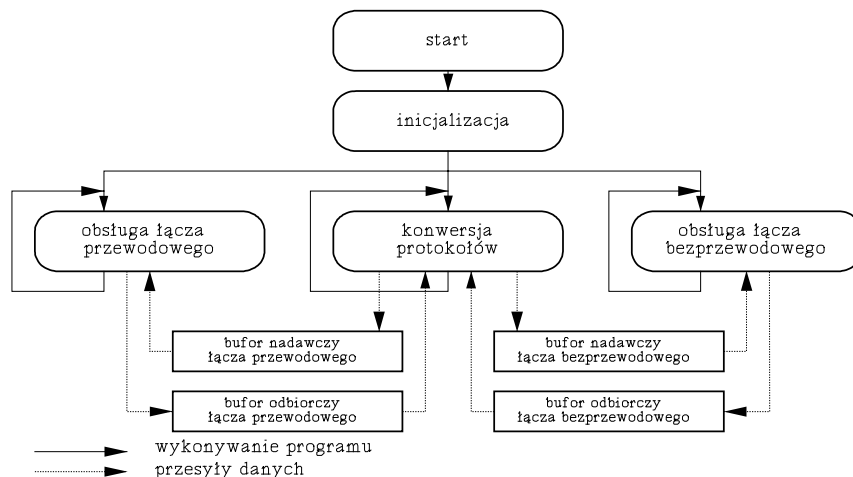 start
inicjalizacja
obsługa łącza
przewodowego
konwersja
protokołów
obsługa łącza
bezprzewodowego
bufor nadawczy
łącza przewodowego
bufor nadawczy
łącza bezprzewodowego
bufor odbiorczy
łącza przewodowego
bufor odbiorczy
łącza bezprzewodowego
wykonywanie programu
przesyły danych